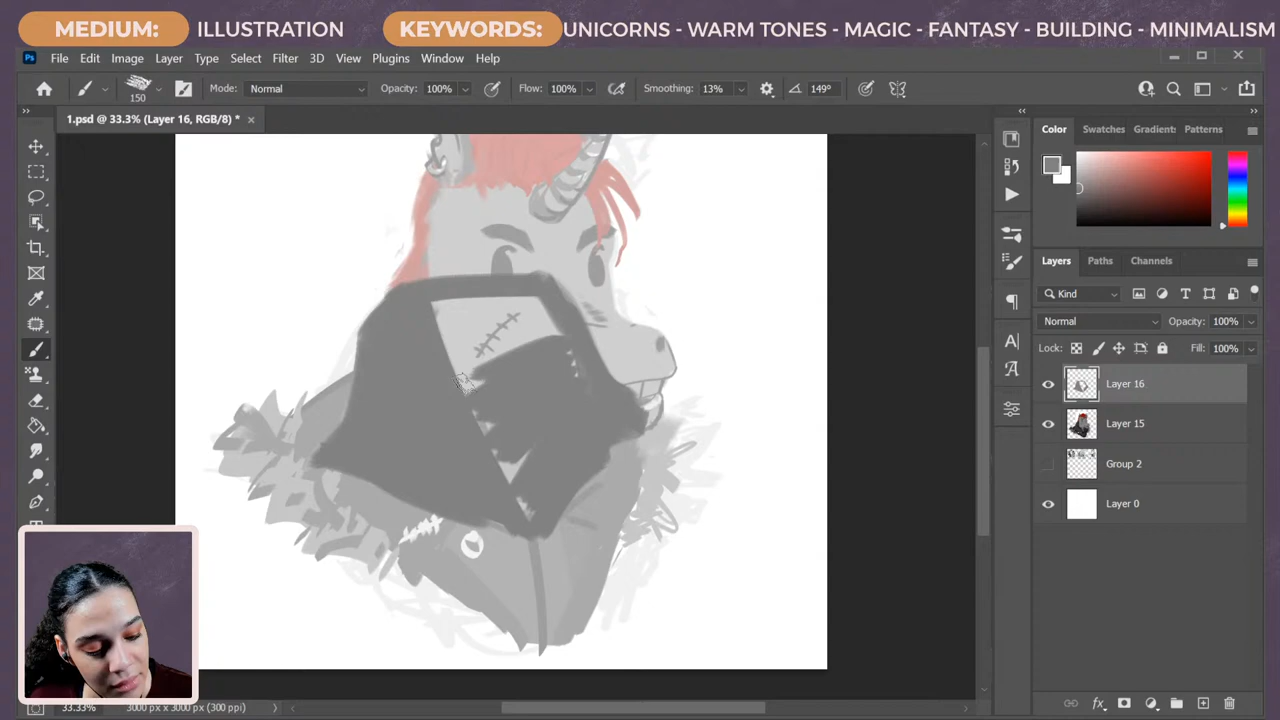 MEDIUM: ILLUSTRATION KEYWORDS: UNICORNS - WARM TONES - MAGIC - FANTASY - BUILDING - MINIMALISM
Ps File Edit Image Layer Type Select Filter 3D View Plugins Window Help
150 Mode: Normal Opacity: 100% Flow: 100% Smoothing: 13% 149°
1.psd @ 33.3% (Layer 16, RGB/8) *
Color Swatches Gradient: Patterns
Layers Paths Channels
Kind
Normal Opacity: 100%
Lock: Fill: 100%
Layer 16
Layer 15
Group 2
Layer 0
33.33% 3000 px x 3000 px (300 ppi)